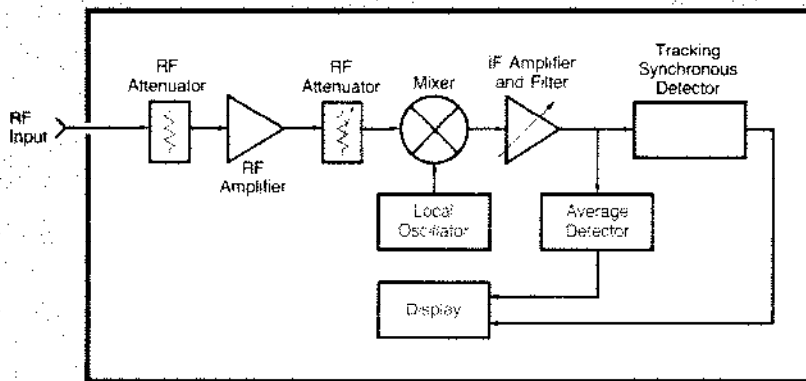 RF
Input
RF
Attenuator
RF
Amplifier
RF
Attenuator
Mixer
Local
Oscillator
IF Amplifier
and Filter
Average
Detector
Tracking
Synchronous
Detector
Display